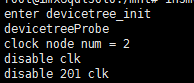 enter devicetree_init
devicetreeProbe
clock node num = 2
disable clk
disable 201 clk